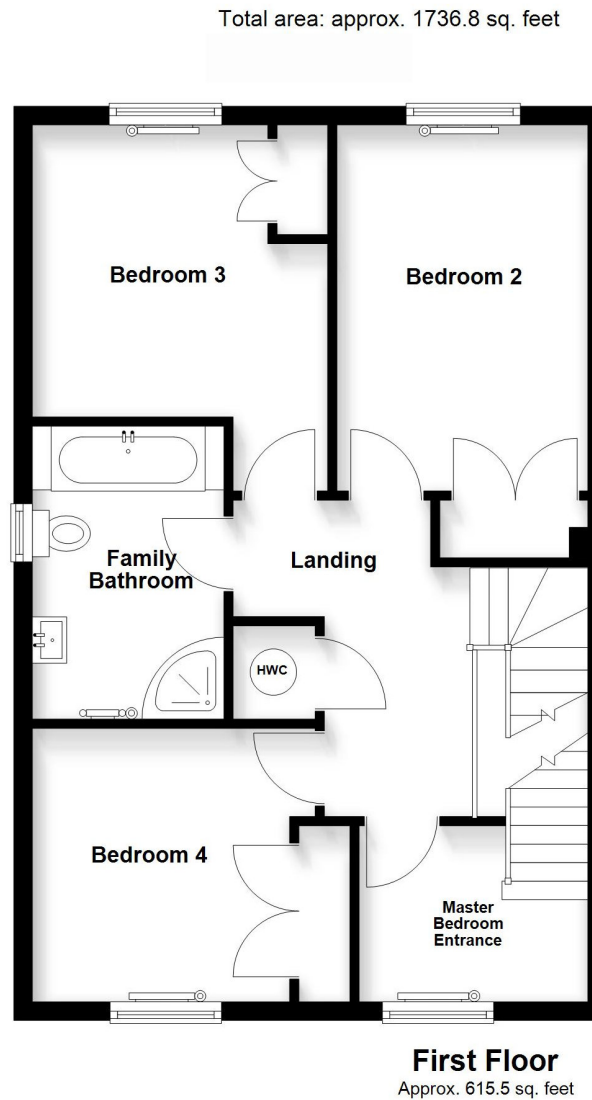 Total area: approx. 1736.8 sq. feet
Bedroom 3
Bedroom 2
Family
Bathroom
Landing
HWC
Bedroom 4
Master
Bedroom
Entrance
First Floor
Approx. 615.5 sq. feet